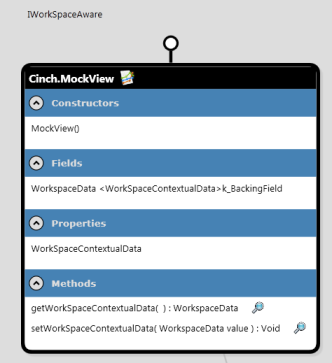 IWorkSpaceAware
Cinch.MockView
Constructors
MockView()
Fields
WorkspaceData <WorkSpaceContextualData>k_BackingField
Properties
WorkSpaceContextualData
Methods
getWorkSpaceContextualData( ) : WorkspaceData
setWorkSpaceContextualData( WorkspaceData value ) : Void